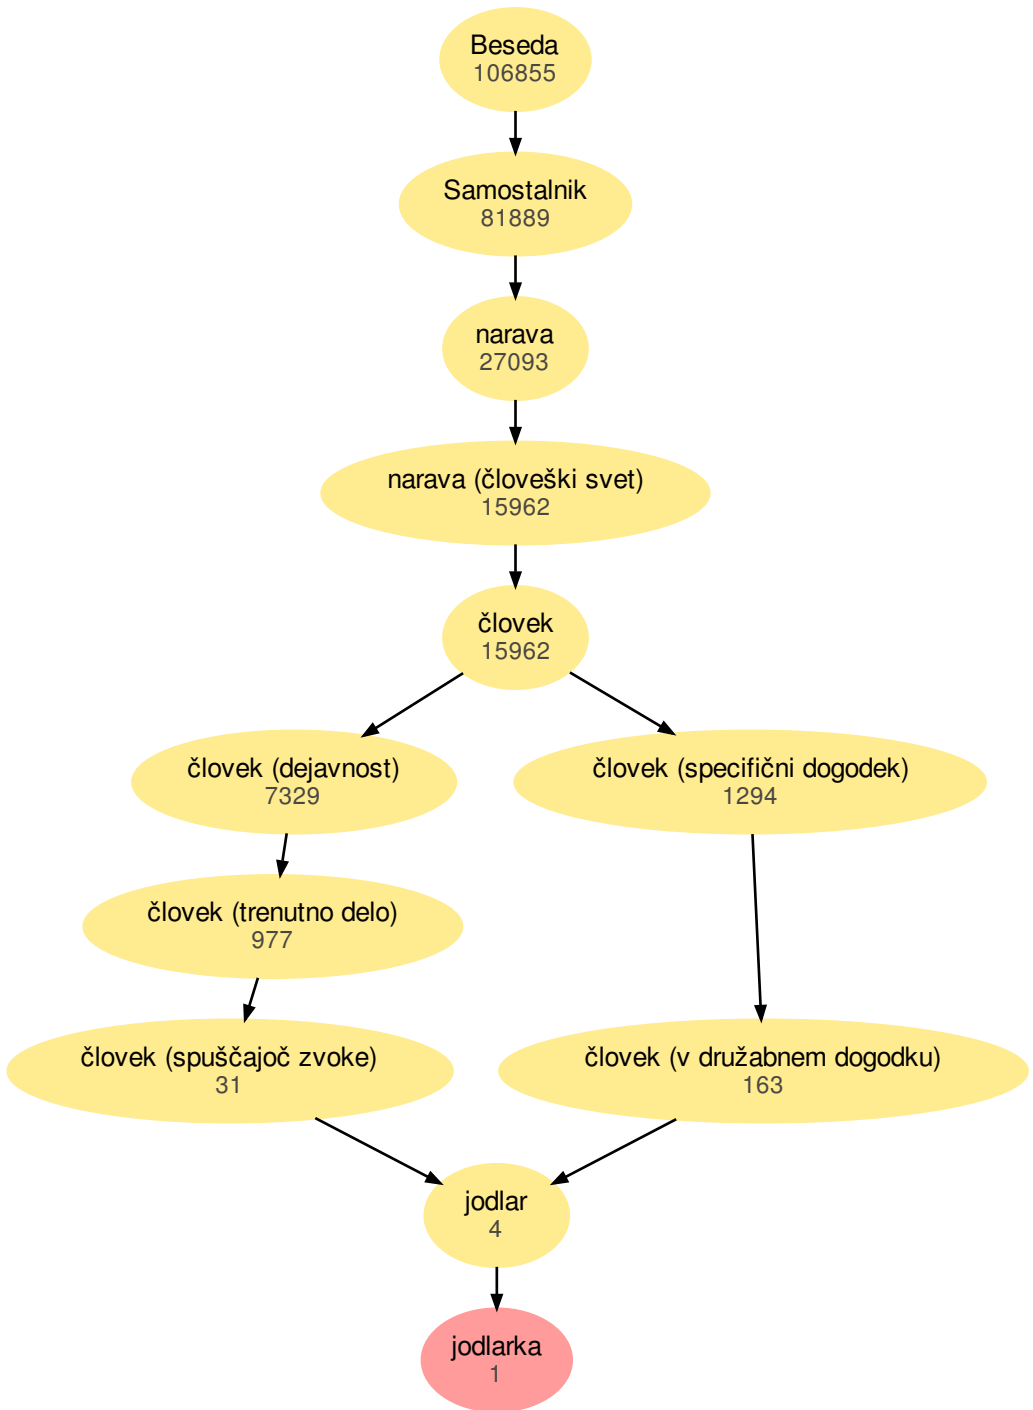 Beseda
106855
Samostalnik
81889
narava
27093
narava (človeški svet)
15962
človek
15962
človek (dejavnost)
7329
človek (specifični dogodek)
1294
človek (trenutno delo)
977
človek (spuščajoč zvoke)
31
človek (v družabnem dogodku)
163
jodlar
4
jodlarka
1